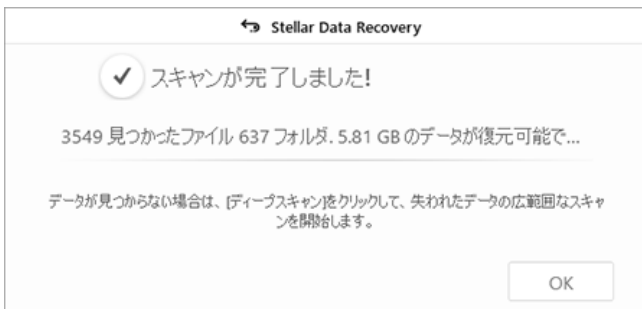 Stellar Data Recovery
スキャンが完了しました!
3549 見つかったファイル 637 フォルダ. 5.81 GB のデータが復元可能で...
データが見つからない場合は、[ディープスキャン]をクリックして、失われたデータの広範囲なスキャ
ンを開始します。
OK